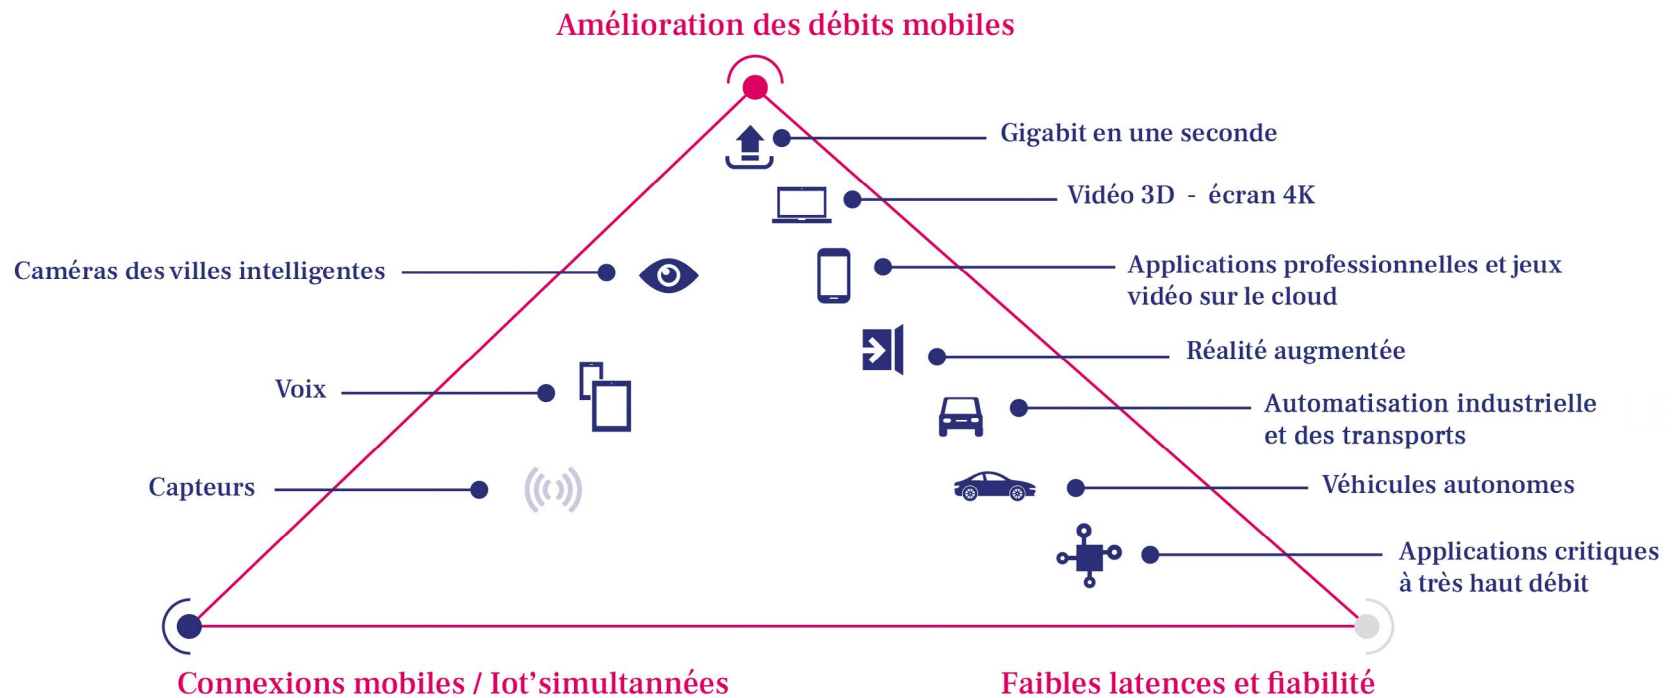 Amélioration des débits mobiles
Gigabit en une seconde
Vidéo 3D - écran 4K
Caméras des villes intelligentes
Applications professionnelles et jeux
vidéo sur le cloud
Réalité augmentée
Voix
Automatisation industrielle
et des transports
Capteurs
Véhicules autonomes
Applications critiques
à très haut débit
Connexions mobiles / Iot'simultannées
Faibles latences et fiabilité